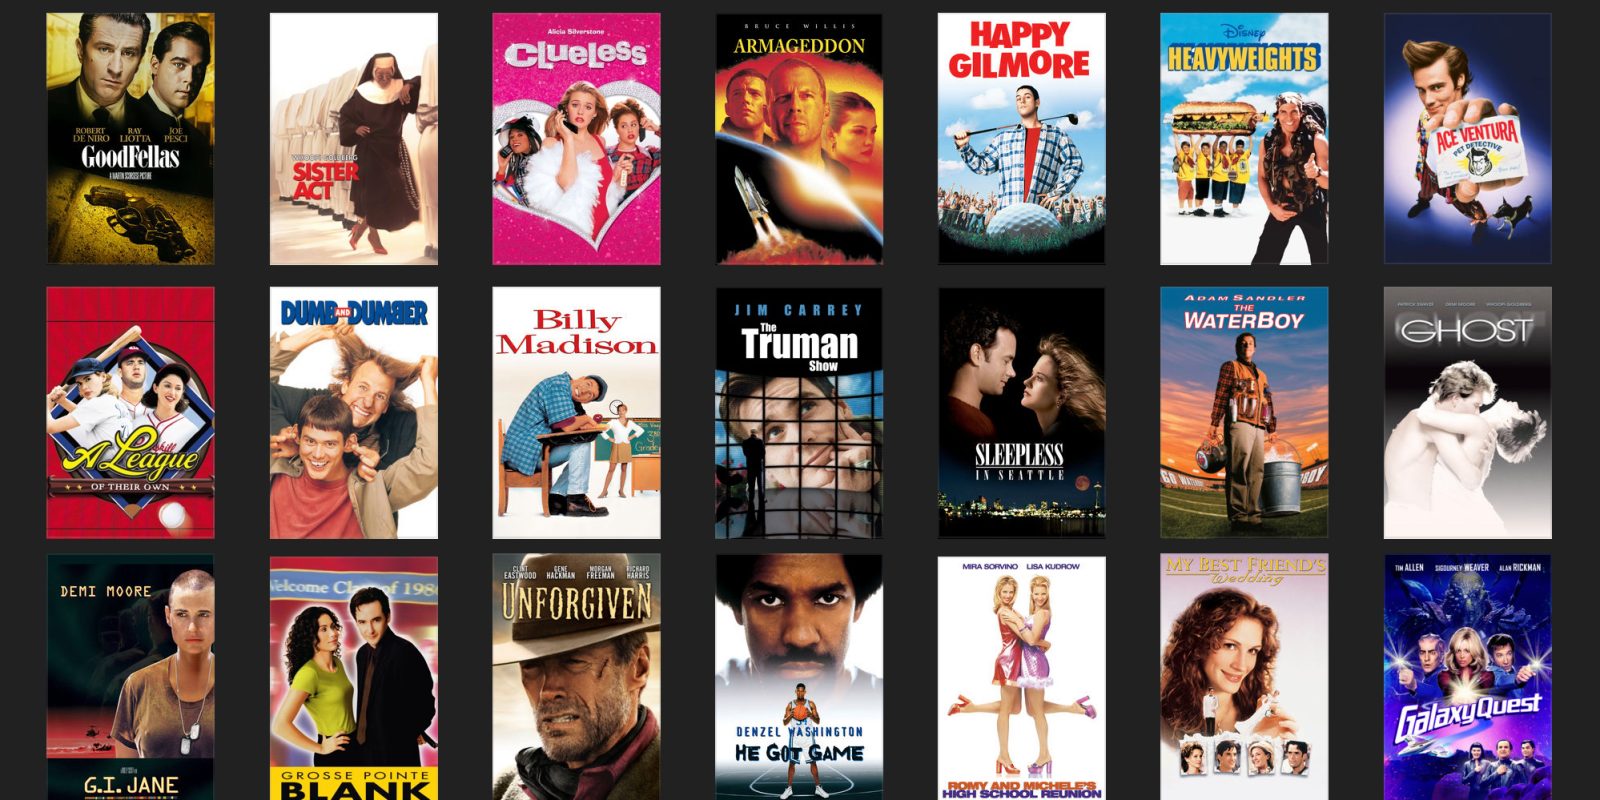 ROBERT DE NIRO
RAY LIOTTA
JOE PESCI
GoodFellas
A MARTIN SCORSESE PICTURE
WHOOPI GOLDBERG
SISTER
ACT
Alicia Silverstone
CLUELESS
BRUCE WILLIS
ARMAGEDDON
HAPPY
GILMORE
DISNEY
HEAVYWEIGHTS
ACE VENTURA
PET DETECTIVE
A League
OF THEIR OWN
DUMB AND DUMBER
Billy
Madison
JIM CARREY
The
Truman
Show
SLEEPLESS
IN SEATTLE
ADAM SANDLER
THE
WATERBOY
PATRICK SWAYZE DEMI MOORE WHOOPI GOLDBERG
GHOST
DEMI MOORE
G.I. JANE
Welcome Class of 1986
GROSSE POINTE
BLANK
CLINT EASTWOOD
GENE HACKMAN
MORGAN FREEMAN
RICHARD HARRIS
UNFORGIVEN
DENZEL WASHINGTON
HE GOT GAME
MIRA SORVINO LISA KUDROW
ROMY AND MICHELE'S
HIGH SCHOOL REUNION
MY BEST FRIEND'S
Wedding
TIM ALLEN SIGOURNEY WEAVER ALAN RICKMAN
GalaxyQuest